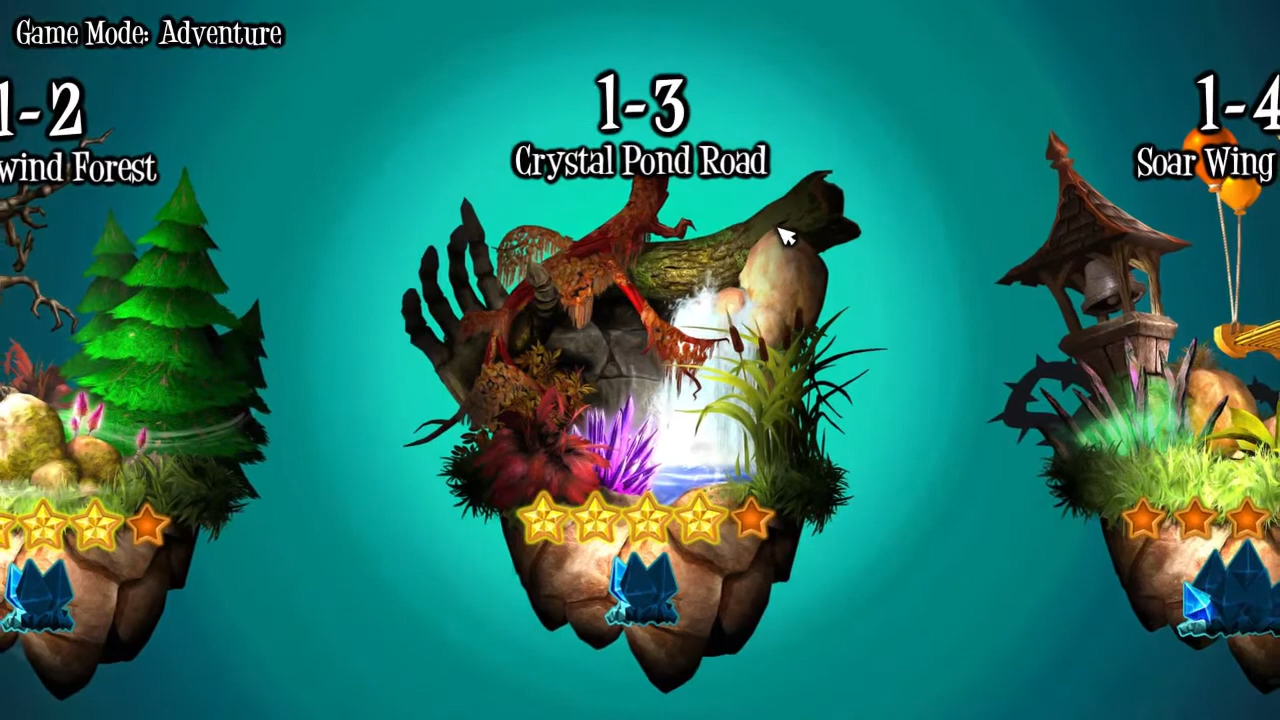 Game Mode: Adventure
1-2
wind Forest
1-3
Crystal Pond Road
1-4
Soar Wing